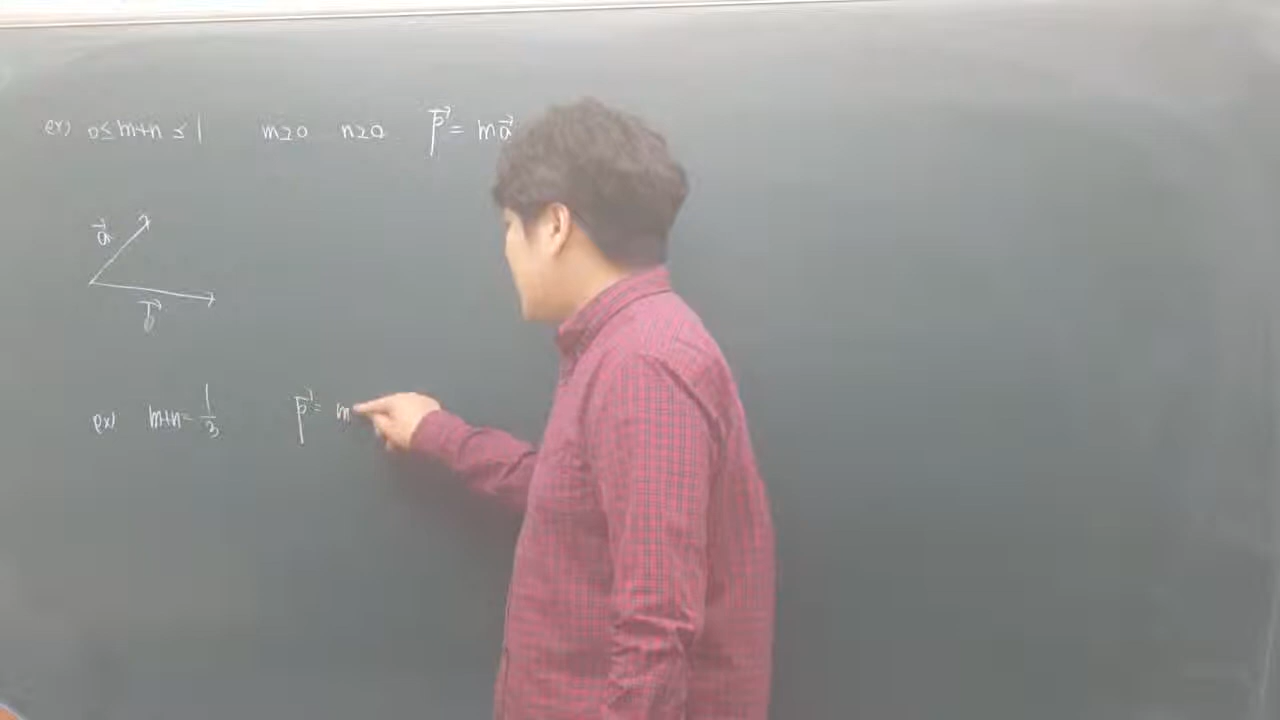 ex) 0≤m+n≤1 m≥0 n≥0 p⃗= ma⃗
a⃗
b⃗
ex) m+n=1/3 p⃗= m